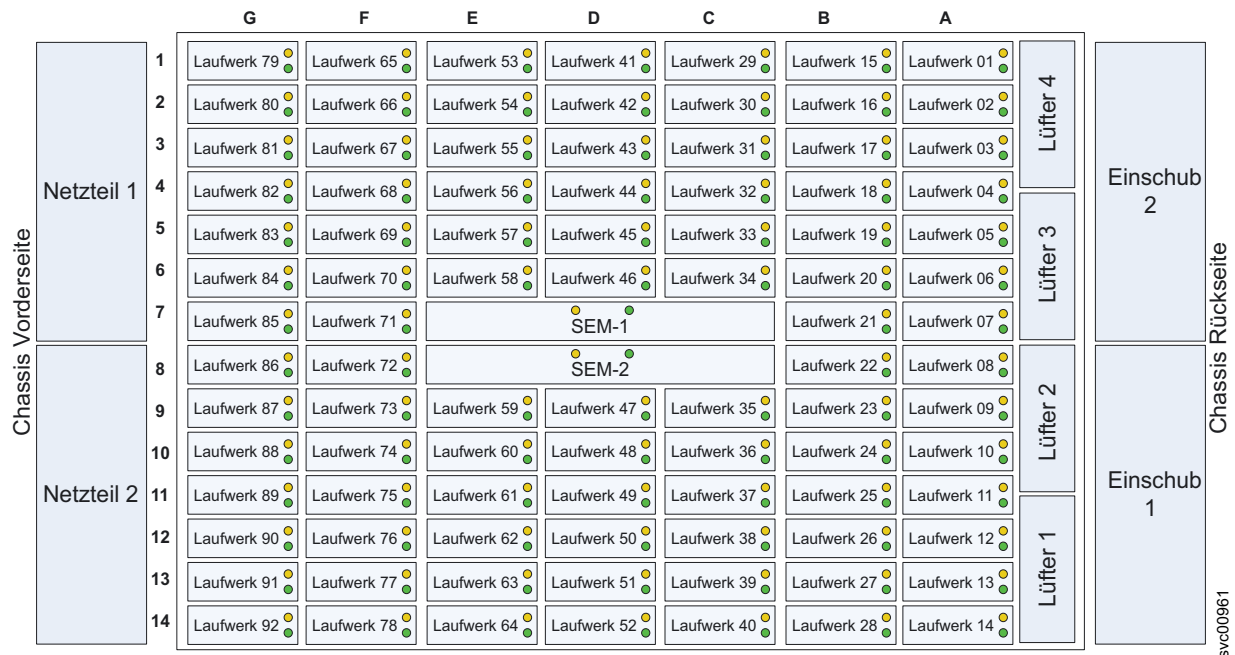 G F E D C B A
1 Laufwerk 79 Laufwerk 65 Laufwerk 53 Laufwerk 41 Laufwerk 29 Laufwerk 15 Laufwerk 01
2 Laufwerk 80 Laufwerk 66 Laufwerk 54 Laufwerk 42 Laufwerk 30 Laufwerk 16 Laufwerk 02
3 Laufwerk 81 Laufwerk 67 Laufwerk 55 Laufwerk 43 Laufwerk 31 Laufwerk 17 Laufwerk 03
4 Laufwerk 82 Laufwerk 68 Laufwerk 56 Laufwerk 44 Laufwerk 32 Laufwerk 18 Laufwerk 04
5 Laufwerk 83 Laufwerk 69 Laufwerk 57 Laufwerk 45 Laufwerk 33 Laufwerk 19 Laufwerk 05
6 Laufwerk 84 Laufwerk 70 Laufwerk 58 Laufwerk 46 Laufwerk 34 Laufwerk 20 Laufwerk 06
7 Laufwerk 85 Laufwerk 71 SEM-1 Laufwerk 21 Laufwerk 07
8 Laufwerk 86 Laufwerk 72 SEM-2 Laufwerk 22 Laufwerk 08
9 Laufwerk 87 Laufwerk 73 Laufwerk 59 Laufwerk 47 Laufwerk 35 Laufwerk 23 Laufwerk 09
10 Laufwerk 88 Laufwerk 74 Laufwerk 60 Laufwerk 48 Laufwerk 36 Laufwerk 24 Laufwerk 10
11 Laufwerk 89 Laufwerk 75 Laufwerk 61 Laufwerk 49 Laufwerk 37 Laufwerk 25 Laufwerk 11
12 Laufwerk 90 Laufwerk 76 Laufwerk 62 Laufwerk 50 Laufwerk 38 Laufwerk 26 Laufwerk 12
13 Laufwerk 91 Laufwerk 77 Laufwerk 63 Laufwerk 51 Laufwerk 39 Laufwerk 27 Laufwerk 13
14 Laufwerk 92 Laufwerk 78 Laufwerk 64 Laufwerk 52 Laufwerk 40 Laufwerk 28 Laufwerk 14
Chassis Vorderseite
Netzteil 1
Netzteil 2
Lüfter 4
Lüfter 3
Lüfter 2
Lüfter 1
Einschub
2
Einschub
1
Chassis Rückseite
svc00961